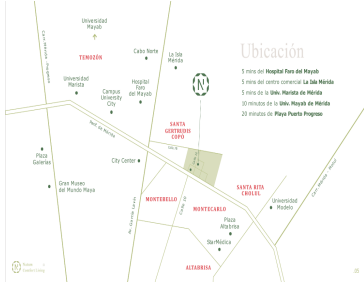 Universidad
Mayab
TEMOZÓN
Cabo Norte
La Isla
Mérida
Ubicación
5 mins del Hospital Faro del Mayab
5 mins del centro comercial La Isla Mérida
5 mins de la Univ. Marista de Mérida
10 minutos de la Univ. Mayab de Mérida
20 minutos de Playa Puerto Progreso
Universidad
Marista
Campus
University
City
Hospital
Faro
del Mayab
N
SANTA
GERTRUDIS
COPÓ
Plaza
Galerías
City Center
Gran Museo
del Mundo Maya
MONTEBELLO
MONTECARLO
SANTA RITA
CHOLUL
Universidad
Modelo
Plaza
Altabrisa
StarMédica
ALTABRISA